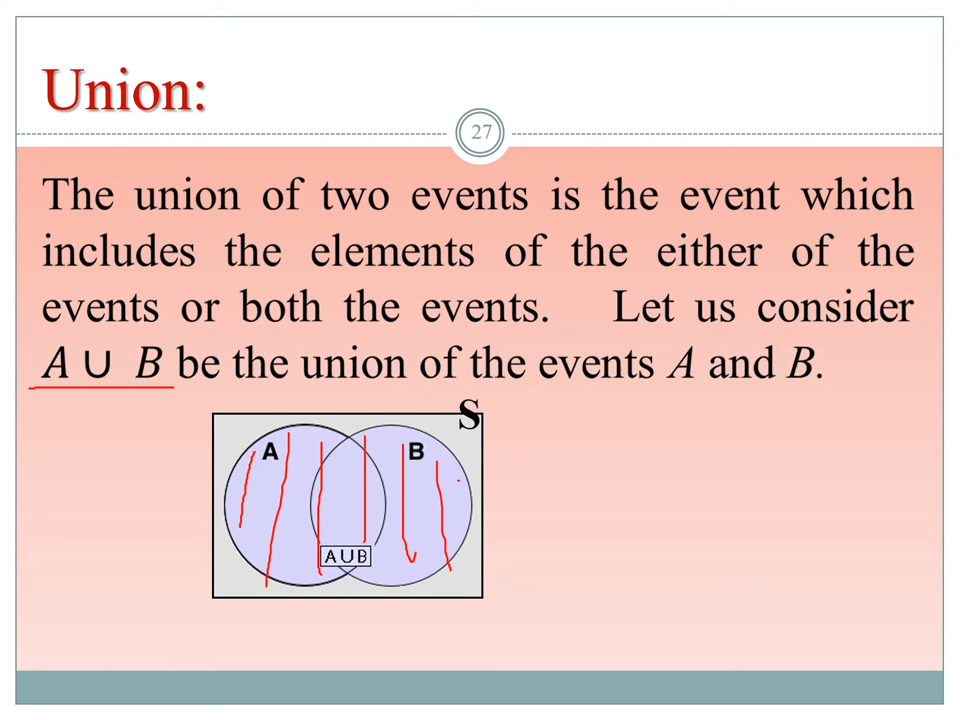 Union:
27
The union of two events is the event which
includes the elements of the either of the
events or both the events. Let us consider
A ∪ B be the union of the events A and B.
S
A B
A∪B